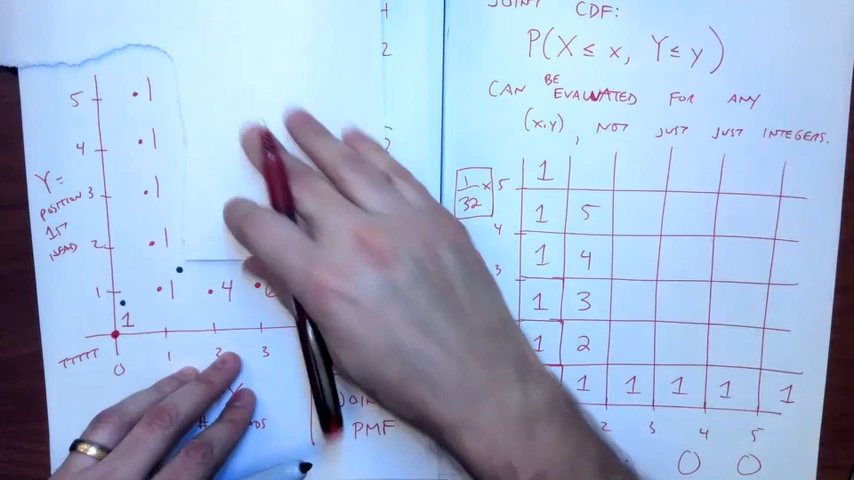 5 1
4 1
Y=
POSITION 3 1
1ST
HEAD 2 1
1 1 4
1
TTTTT
0 1 2 3
#
JOINT
PMF
2
JOINT CDF:
P(X ≤ x, Y ≤ y)
CAN BE EVALUATED FOR ANY
(x,y), NOT JUST JUST INTEGERS.
1/32 × 5 1
1 5
4 1 4
3 1 3
1 2
1 1 1 1 1
2 3 4 5
0 0